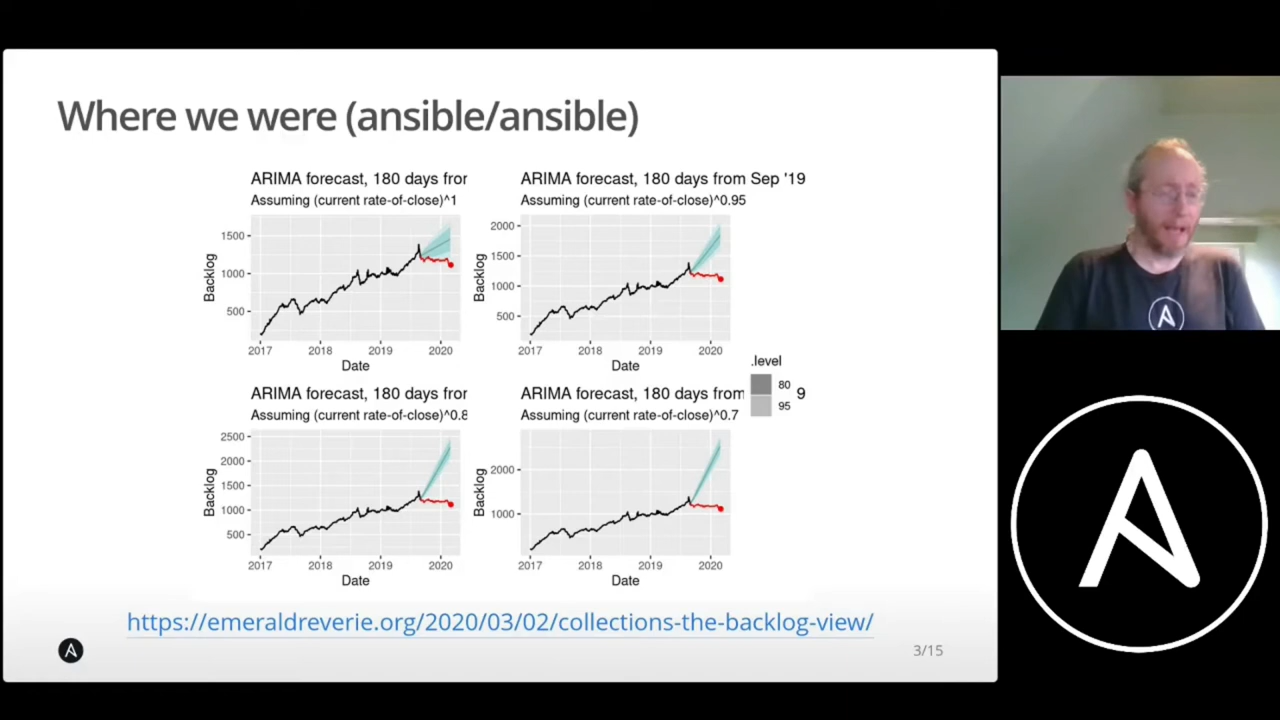 Where we were (ansible/ansible)
ARIMA forecast, 180 days fror
Assuming (current rate-of-close)^1
1500
1000
500
Backlog
2017 2018 2019 2020
Date
ARIMA forecast, 180 days from Sep '19
Assuming (current rate-of-close)^0.95
2000
1500
1000
500
Backlog
2017 2018 2019 2020
Date
.level
80
95
ARIMA forecast, 180 days fror
Assuming (current rate-of-close)^0.8
2500
2000
1500
1000
500
Backlog
2017 2018 2019 2020
Date
ARIMA forecast, 180 days from 9
Assuming (current rate-of-close)^0.7
2000
1000
Backlog
2017 2018 2019 2020
Date
https://emeraldreverie.org/2020/03/02/collections-the-backlog-view/
3/15